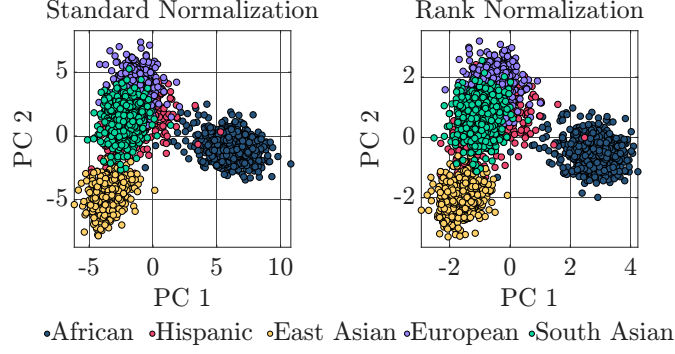 Standard Normalization
Rank Normalization
PC 2
5
0
-5
-5 0 5 10
PC 1
PC 2
2
0
-2
-2 0 2 4
PC 1
African Hispanic East Asian European South Asian